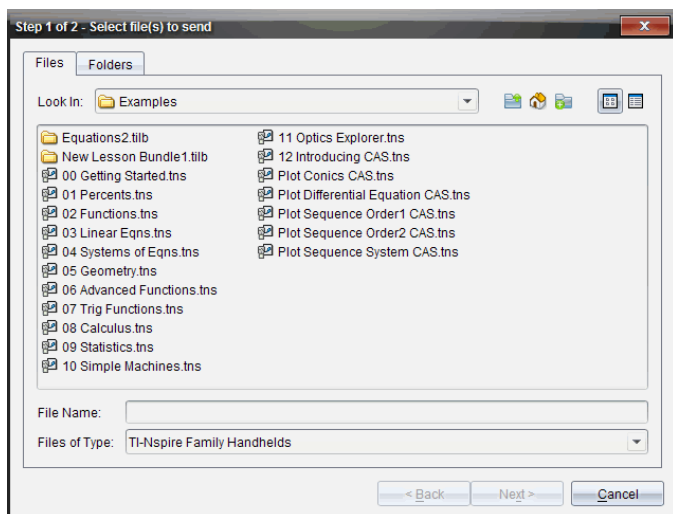 Step 1 of 2 - Select file(s) to send
Files
Folders
Look In:
Examples
Equations2.tilb
New Lesson Bundle1.tilb
00 Getting Started.tns
01 Percents.tns
02 Functions.tns
03 Linear Eqns.tns
04 Systems of Eqns.tns
05 Geometry.tns
06 Advanced Functions.tns
07 Trig Functions.tns
08 Calculus.tns
09 Statistics.tns
10 Simple Machines.tns
11 Optics Explorer.tns
12 Introducing CAS.tns
Plot Conics CAS.tns
Plot Differential Equation CAS.tns
Plot Sequence Order1 CAS.tns
Plot Sequence Order2 CAS.tns
Plot Sequence System CAS.tns
File Name:
Files of Type:
TI-Nspire Family Handhelds
< Back
Next >
Cancel